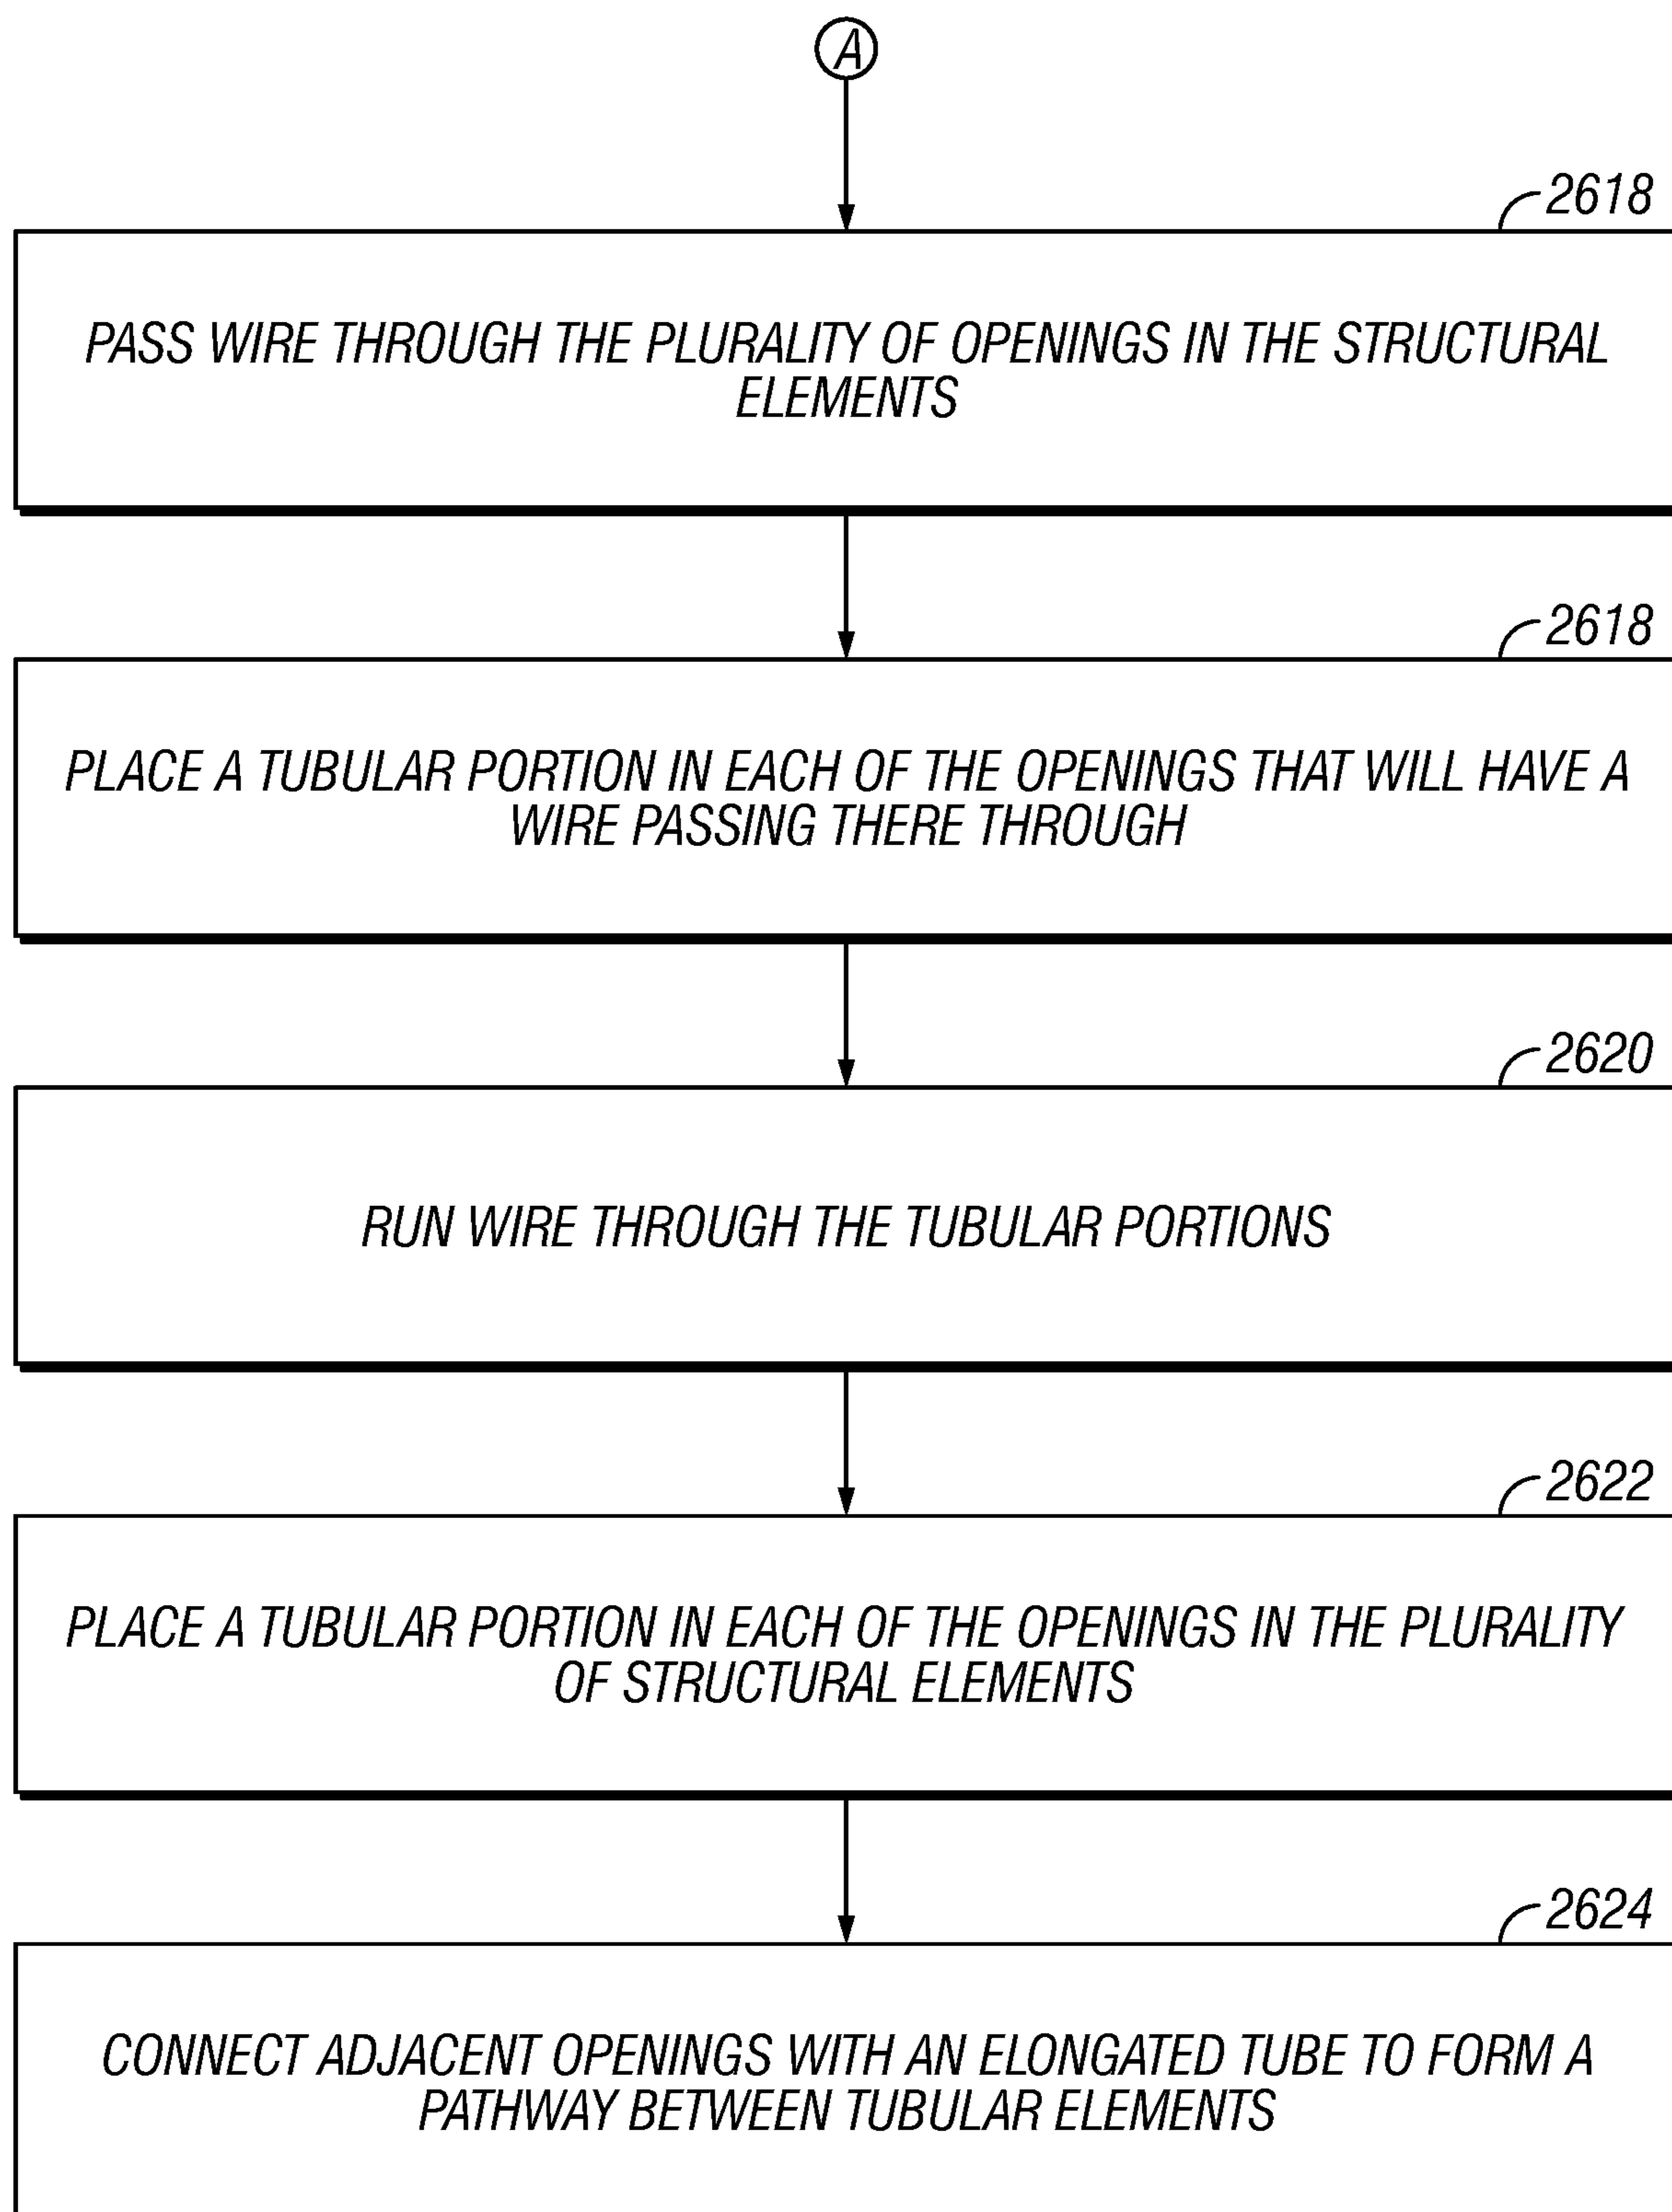 A
2618
PASS WIRE THROUGH THE PLURALITY OF OPENINGS IN THE STRUCTURAL
ELEMENTS
2618
PLACE A TUBULAR PORTION IN EACH OF THE OPENINGS THAT WILL HAVE A
WIRE PASSING THERE THROUGH
2620
RUN WIRE THROUGH THE TUBULAR PORTIONS
2622
PLACE A TUBULAR PORTION IN EACH OF THE OPENINGS IN THE PLURALITY
OF STRUCTURAL ELEMENTS
2624
CONNECT ADJACENT OPENINGS WITH AN ELONGATED TUBE TO FORM A
PATHWAY BETWEEN TUBULAR ELEMENTS